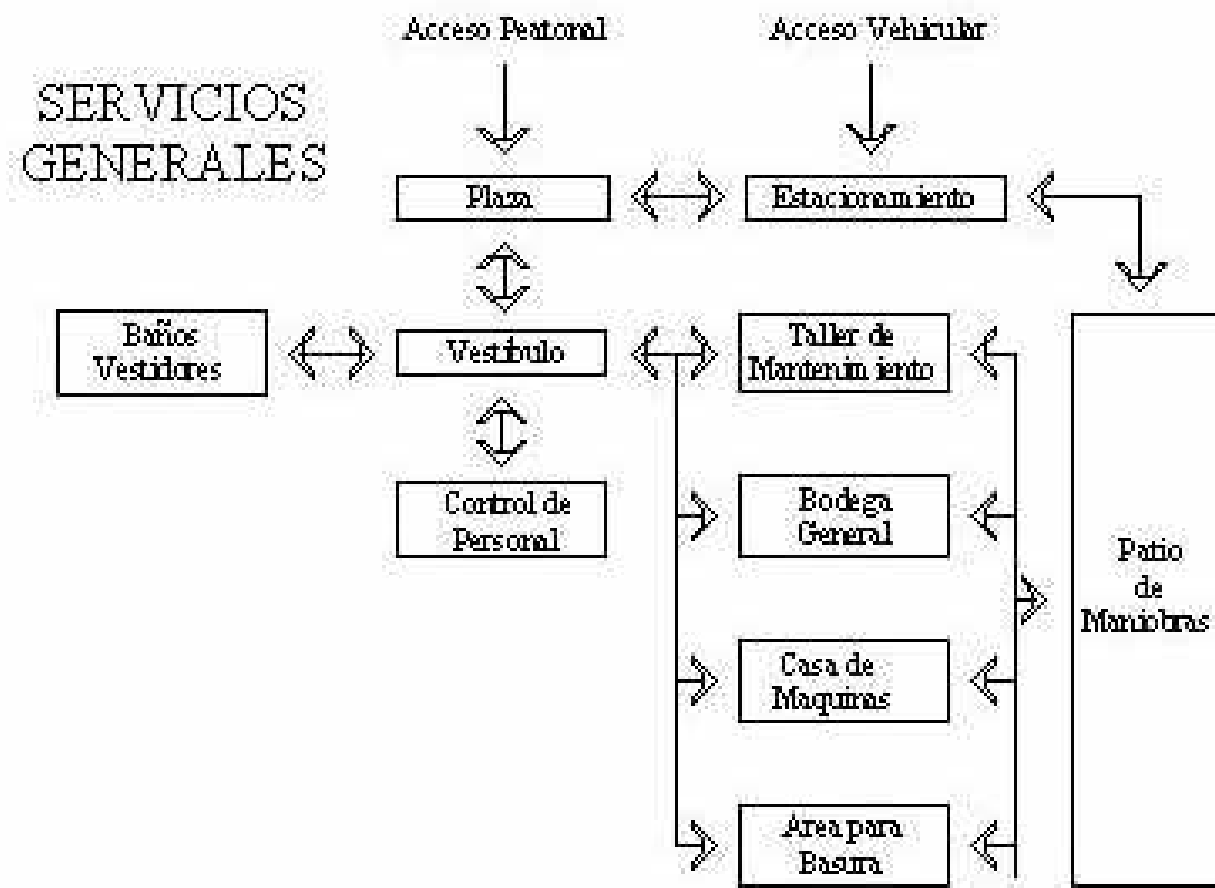 Acceso Peatonal
Acceso Vehicular
SERVICIOS
GENERALES
Plaza
Estacionamiento
Baños
Vestidores
Vestíbulo
Taller de
Mantenimiento
Control de
Personal
Bodega
General
Patio
de
Maniobras
Casa de
Maquinas
Area para
Basura